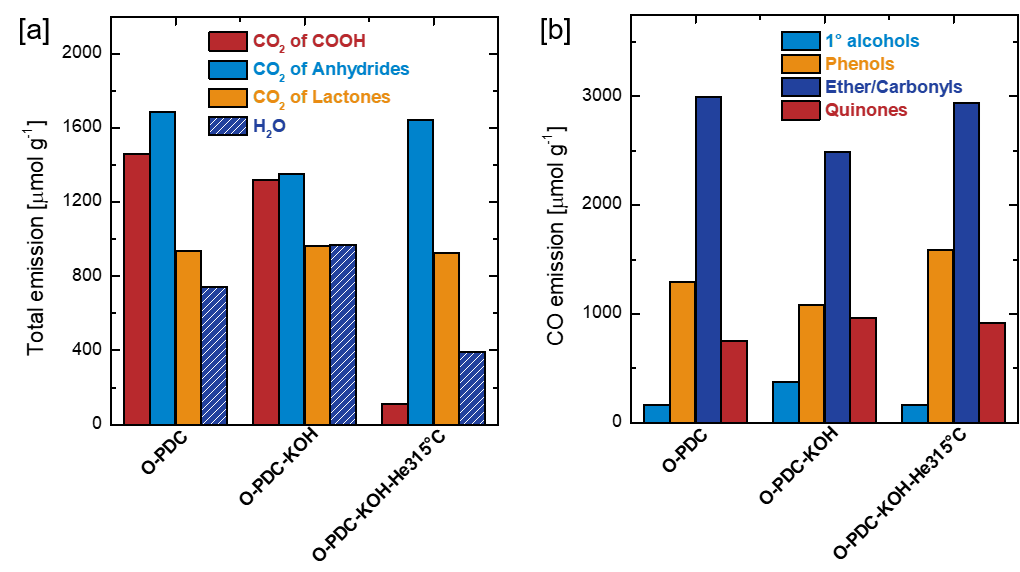 [a]
CO2 of COOH
CO2 of Anhydrides
CO2 of Lactones
H2O
Total emission [μmol g-1]
2000
1600
1200
800
400
0
O-PDC
O-PDC-KOH
O-PDC-KOH-He315°C
[b]
1° alcohols
Phenols
Ether/Carbonyls
Quinones
CO emission [μmol g-1]
3000
2000
1000
0
O-PDC
O-PDC-KOH
O-PDC-KOH-He315°C